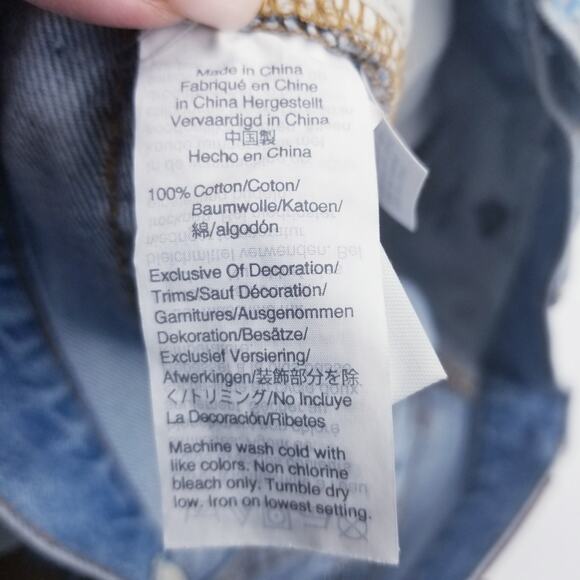 Made in China
Fabriqué en Chine
in China Hergestellt
Vervaardigd in China
中国製
Hecho en China
100% Cotton/Coton/
Baumwolle/Katoen/
綿/algodón
Exclusive Of Decoration/
Trims/Sauf Décoration/
Garnitures/Ausgenommen
Dekoration/Besätze/
Exclusief Versiering/
Afwerkingen/装飾部分を除
く/トリミング/No Incluye
La Decoración/Ribetes
Machine wash cold with
like colors. Non chlorine
bleach only. Tumble dry
low. Iron on lowest setting.